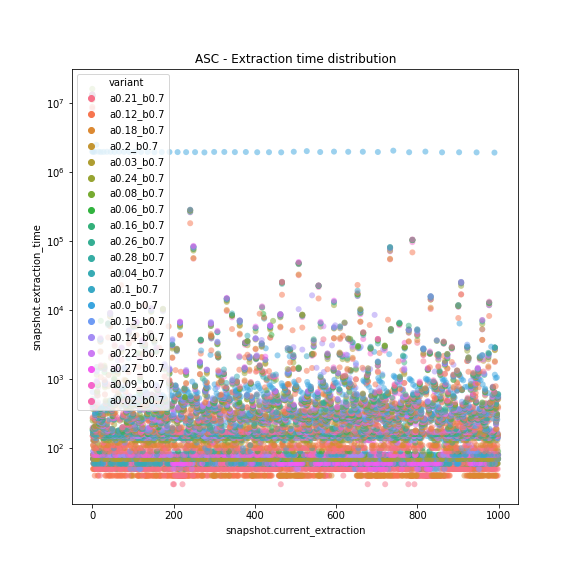 ASC - Extraction time distribution
variant
a0.21_b0.7
a0.12_b0.7
a0.18_b0.7
a0.2_b0.7
a0.03_b0.7
a0.24_b0.7
a0.08_b0.7
a0.06_b0.7
a0.16_b0.7
a0.26_b0.7
a0.28_b0.7
a0.04_b0.7
a0.1_b0.7
a0.0_b0.7
a0.15_b0.7
a0.14_b0.7
a0.22_b0.7
a0.27_b0.7
a0.09_b0.7
a0.02_b0.7
10⁷
10⁶
10⁵
10⁴
10³
10²
snapshot.extraction_time
0 200 400 600 800 1000
snapshot.current_extraction